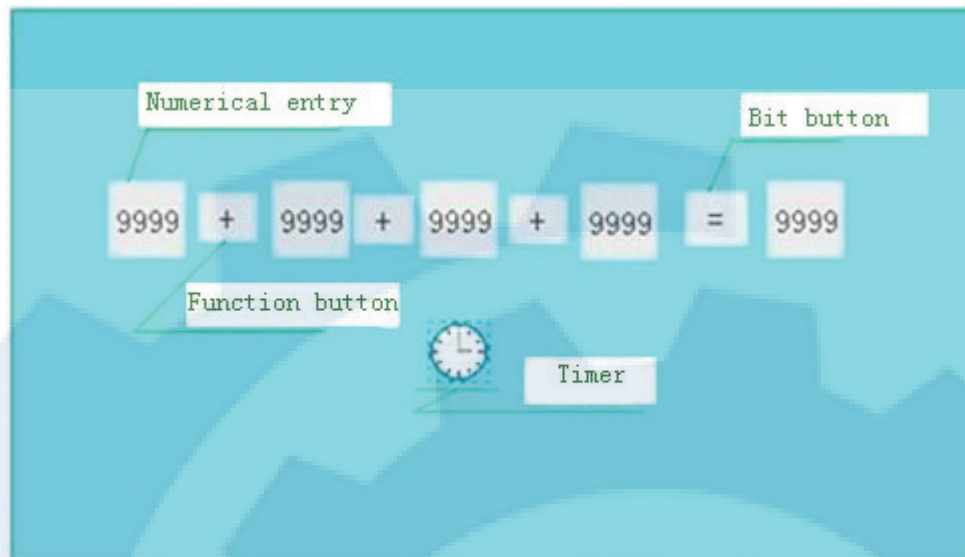 Numerical entry
Bit button
9999 + 9999 + 9999 + 9999 = 9999
Function button
Timer